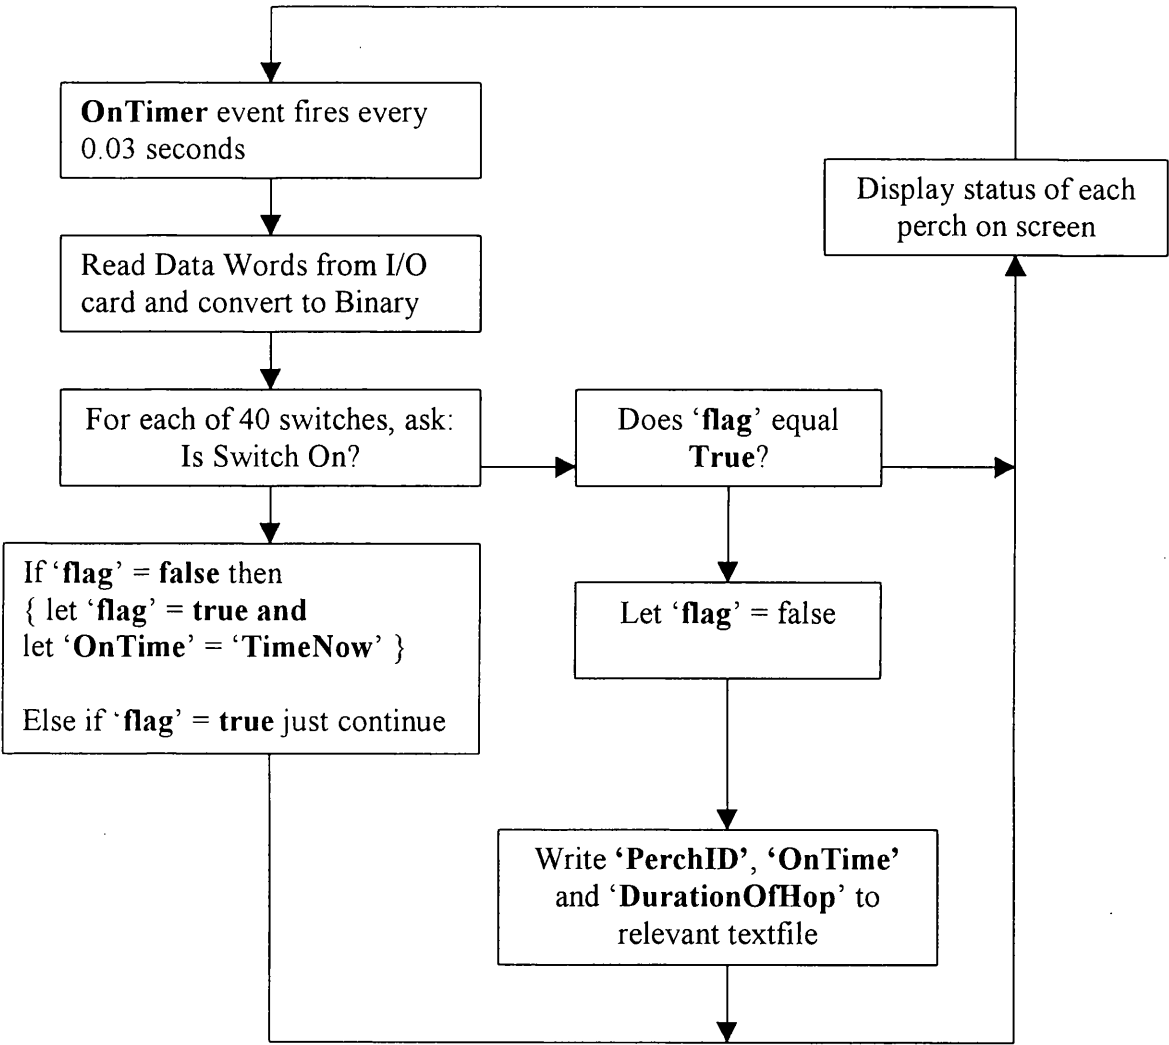 OnTimer event fires every
0.03 seconds
Display status of each
perch on screen
Read Data Words from I/O
card and convert to Binary
For each of 40 switches, ask:
Is Switch On?
Does ‘flag’ equal
True?
If ‘flag’ = false then
{ let ‘flag’ = true and
let ‘OnTime’ = ‘TimeNow’ }
Else if ‘flag’ = true just continue
Let ‘flag’ = false
Write ‘PerchID’, ‘OnTime’
and ‘DurationOfHop’ to
relevant textfile